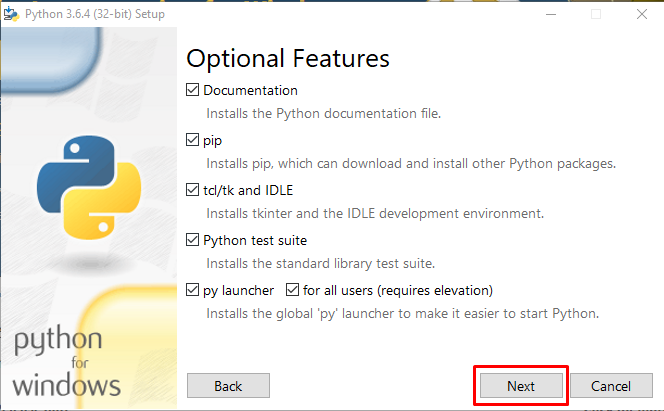 Python 3.6.4 (32-bit) Setup
Optional Features
Documentation
Installs the Python documentation file.
pip
Installs pip, which can download and install other Python packages.
tcl/tk and IDLE
Installs tkinter and the IDLE development environment.
Python test suite
Installs the standard library test suite.
py launcher for all users (requires elevation)
Installs the global 'py' launcher to make it easier to start Python.
python
for
windows
Back Next Cancel